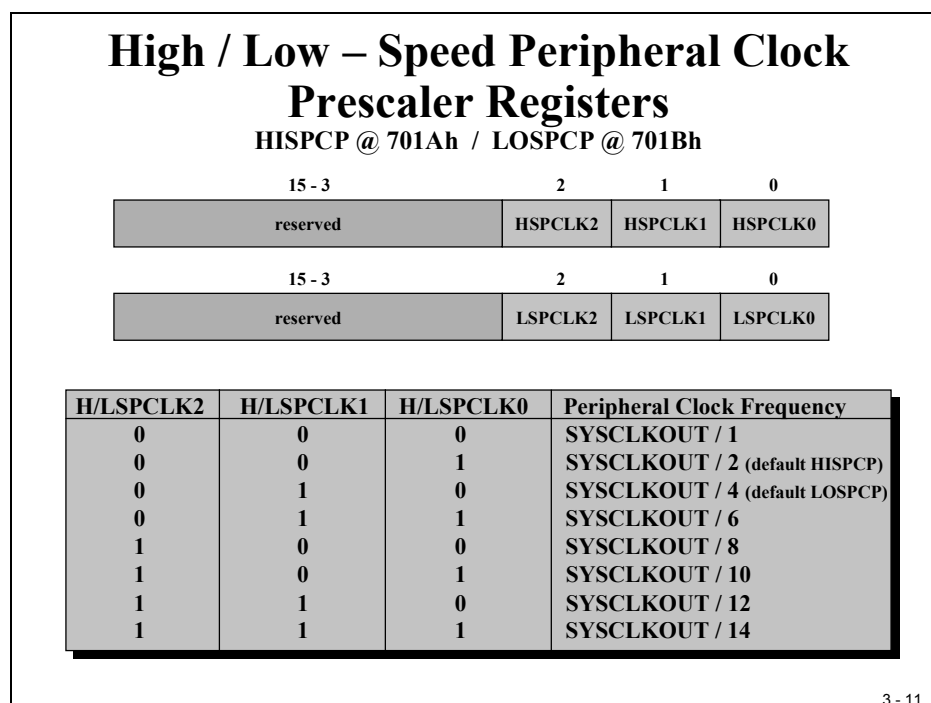 High / Low – Speed Peripheral Clock
Prescaler Registers
HISPCP @ 701Ah / LOSPCP @ 701Bh
15 - 3 2 1 0
reserved HSPCLK2 HSPCLK1 HSPCLK0
15 - 3 2 1 0
reserved LSPCLK2 LSPCLK1 LSPCLK0
H/LSPCLK2 H/LSPCLK1 H/LSPCLK0 Peripheral Clock Frequency
0 0 0 SYSCLKOUT / 1
0 0 1 SYSCLKOUT / 2 (default HISPCP)
0 1 0 SYSCLKOUT / 4 (default LOSPCP)
0 1 1 SYSCLKOUT / 6
1 0 0 SYSCLKOUT / 8
1 0 1 SYSCLKOUT / 10
1 1 0 SYSCLKOUT / 12
1 1 1 SYSCLKOUT / 14
3 - 11